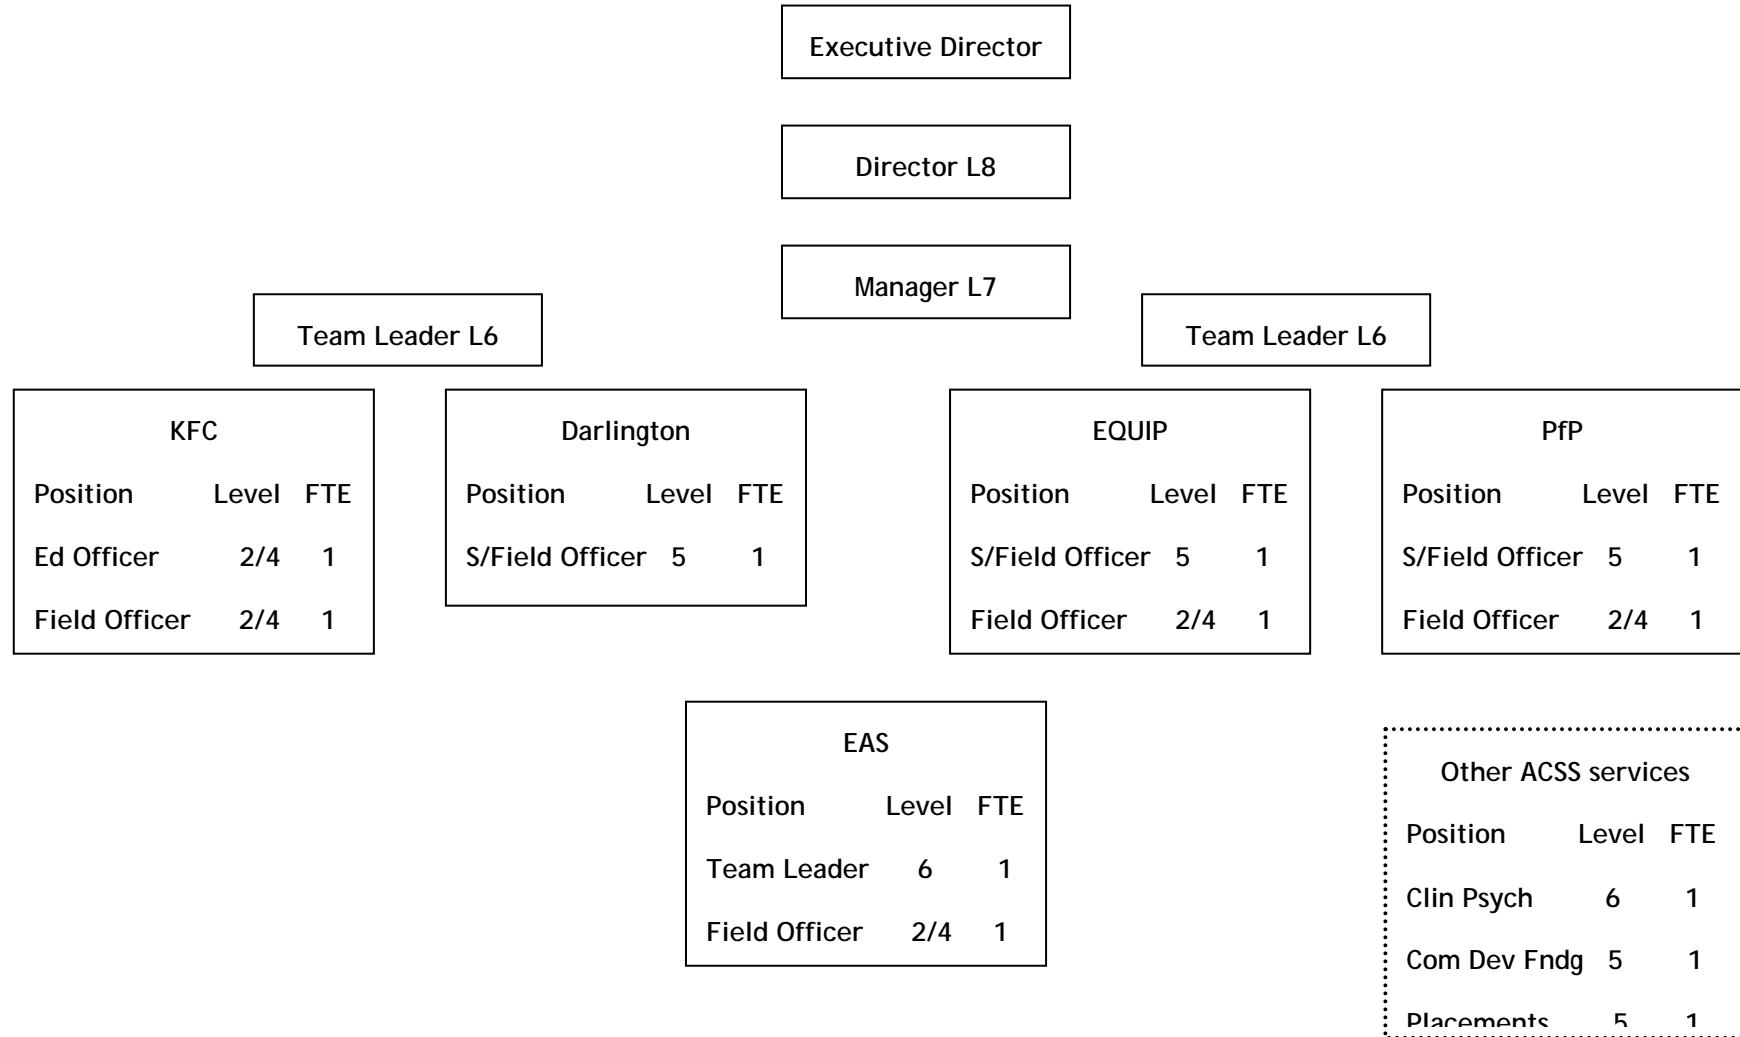 Executive Director
Director L8
Manager L7
Team Leader L6
Team Leader L6
KFC
Position Level FTE
Ed Officer 2/4 1
Field Officer 2/4 1
Darlington
Position Level FTE
S/Field Officer 5 1
EQUIP
Position Level FTE
S/Field Officer 5 1
Field Officer 2/4 1
PfP
Position Level FTE
S/Field Officer 5 1
Field Officer 2/4 1
EAS
Position Level FTE
Team Leader 6 1
Field Officer 2/4 1
Other ACSS services
Position Level FTE
Clin Psych 6 1
Com Dev Fndg 5 1
Placements 5 1